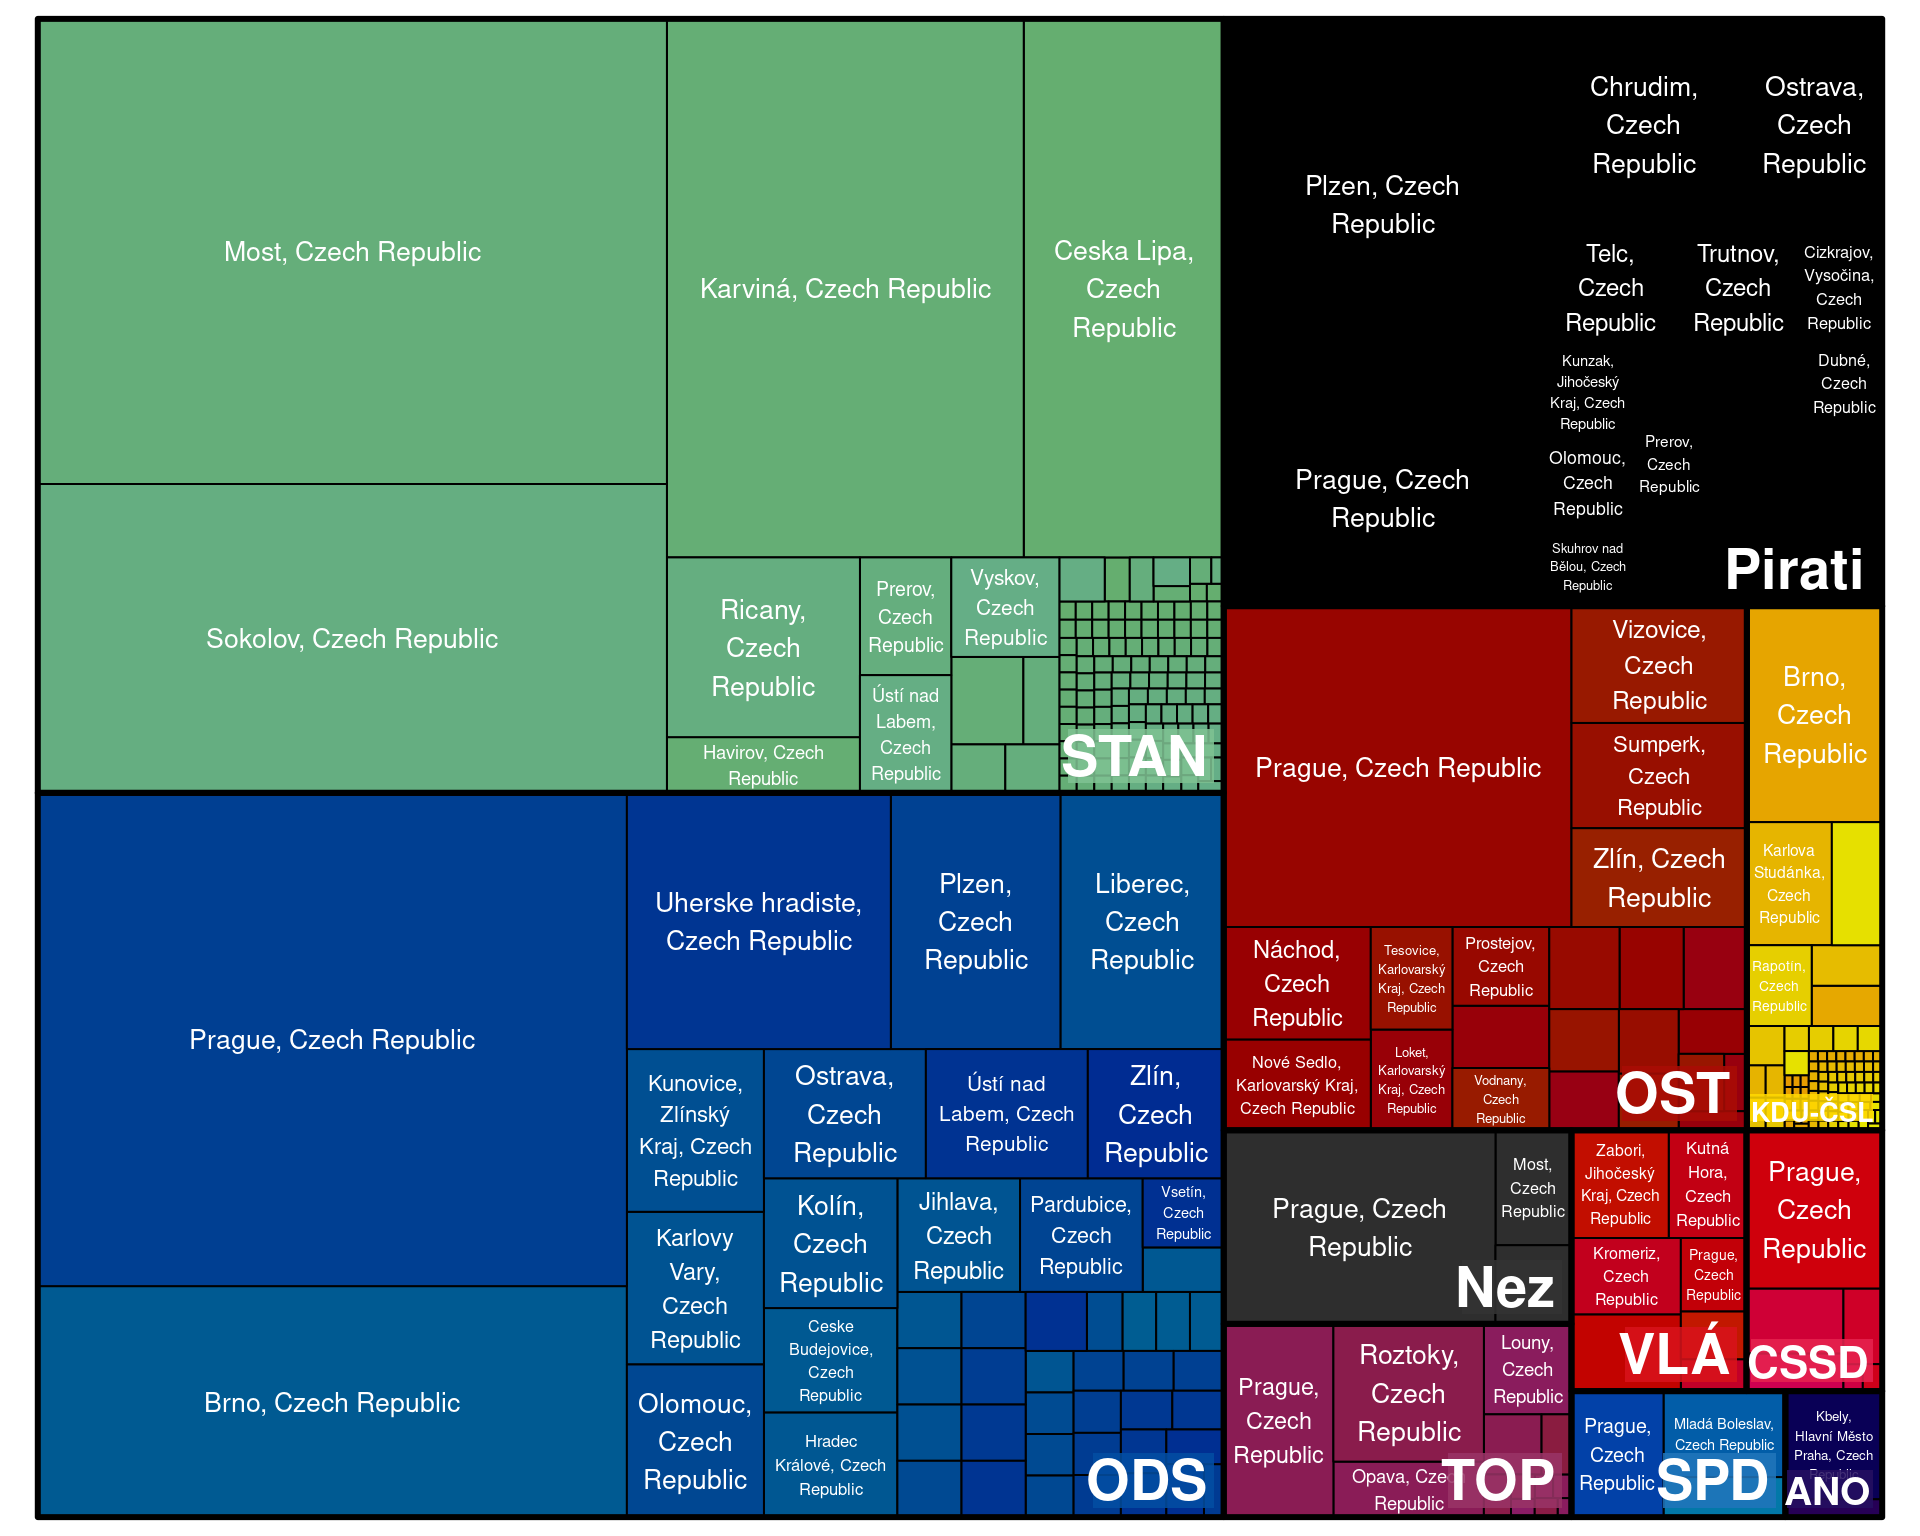 Most, Czech Republic
Sokolov, Czech Republic
Karviná, Czech Republic
Ceska Lipa,
Czech
Republic
Ricany,
Czech
Republic
Havirov, Czech
Republic
Prerov,
Czech
Republic
Ústí nad
Labem,
Czech
Republic
Vyskov,
Czech
Republic
STAN
Prague, Czech Republic
Brno, Czech Republic
Uherske hradiste,
Czech Republic
Plzen,
Czech
Republic
Liberec,
Czech
Republic
Kunovice,
Zlínský
Kraj, Czech
Republic
Karlovy
Vary,
Czech
Republic
Olomouc,
Czech
Republic
Ostrava,
Czech
Republic
Ústí nad
Labem, Czech
Republic
Zlín,
Czech
Republic
Kolín,
Czech
Republic
Ceske
Budejovice,
Czech
Republic
Hradec
Králové, Czech
Republic
Jihlava,
Czech
Republic
Pardubice,
Czech
Republic
Vsetín,
Czech
Republic
ODS
Plzen, Czech
Republic
Prague, Czech
Republic
Chrudim,
Czech
Republic
Ostrava,
Czech
Republic
Telc,
Czech
Republic
Trutnov,
Czech
Republic
Cizkrajov,
Vysočina,
Czech
Republic
Kunzak,
Jihočeský
Kraj, Czech
Republic
Dubné,
Czech
Republic
Olomouc,
Czech
Republic
Prerov,
Czech
Republic
Skuhrov nad
Bělou, Czech
Republic
Pirati
Prague, Czech Republic
Vizovice,
Czech
Republic
Sumperk,
Czech
Republic
Zlín, Czech
Republic
Náchod,
Czech
Republic
Nové Sedlo,
Karlovarský Kraj,
Czech Republic
Tesovice,
Karlovarský
Kraj, Czech
Republic
Loket,
Karlovarský
Kraj, Czech
Republic
Prostejov,
Czech
Republic
Vodnany,
Czech
Republic
OST
Brno,
Czech
Republic
Karlova
Studánka,
Czech
Republic
Rapotín,
Czech
Republic
KDU-ČSL
Prague, Czech
Republic
Most,
Czech
Republic
Nez
Prague,
Czech
Republic
Roztoky,
Czech
Republic
Louny,
Czech
Republic
Opava, Czech
Republic
TOP
Zabori,
Jihočeský
Kraj, Czech
Republic
Kutná
Hora,
Czech
Republic
Kromeriz,
Czech
Republic
Prague,
Czech
Republic
VLÁ
Prague,
Czech
Republic
CSSD
Prague,
Czech
Republic
Mladá Boleslav,
Czech Republic
SPD
Kbely,
Hlavní Město
Praha, Czech
Republic
ANO